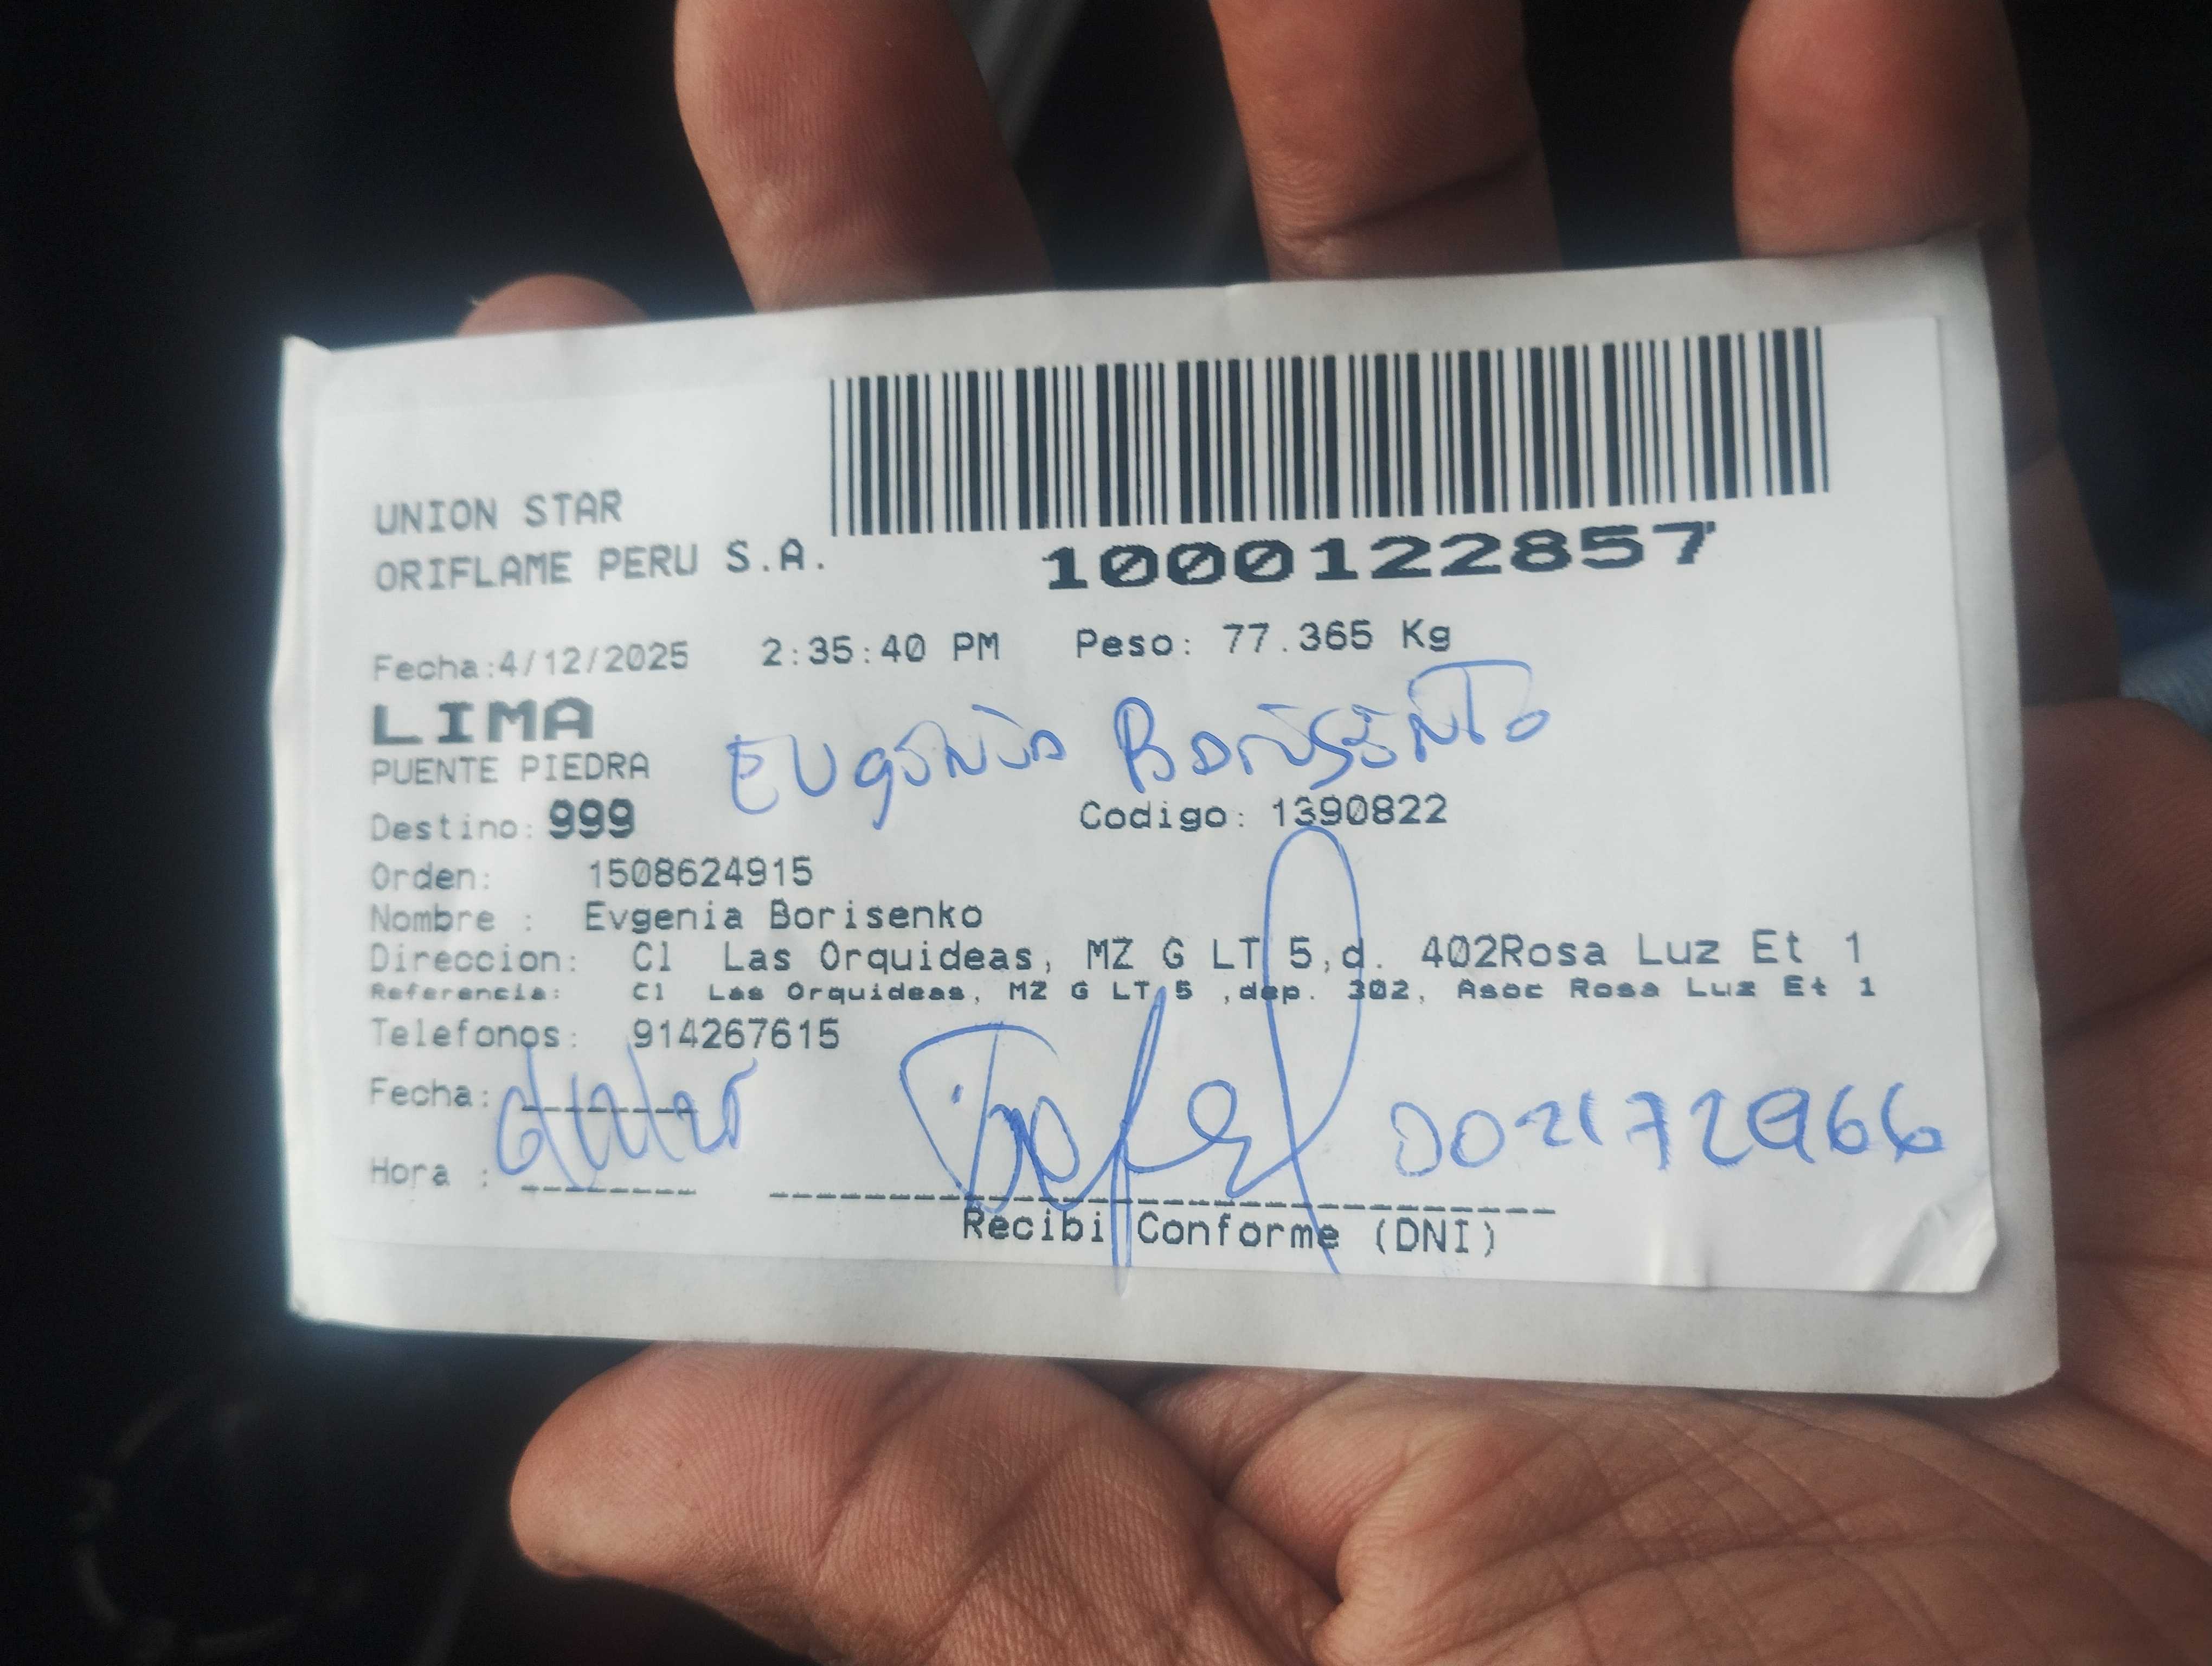 UNION STAR
ORIFLAME PERU S.A.
1000122857
Fecha:4/12/2025 2:35:40 PM Peso: 77.365 Kg
LIMA
PUENTE PIEDRA
Destino: 999 Codigo: 1390822
Orden: 1508624915
Nombre : Evgenia Borisenko
Direccion: Cl Las Orquideas, MZ G LT 5,d. 402Rosa Luz Et 1
Referencia: Cl Las Orquideas, MZ G LT 5 ,dep. 302, Asoc Rosa Luz Et 1
Telefonos: 914267615
Fecha:
002172966
Hora :
Recibi Conforme (DNI)